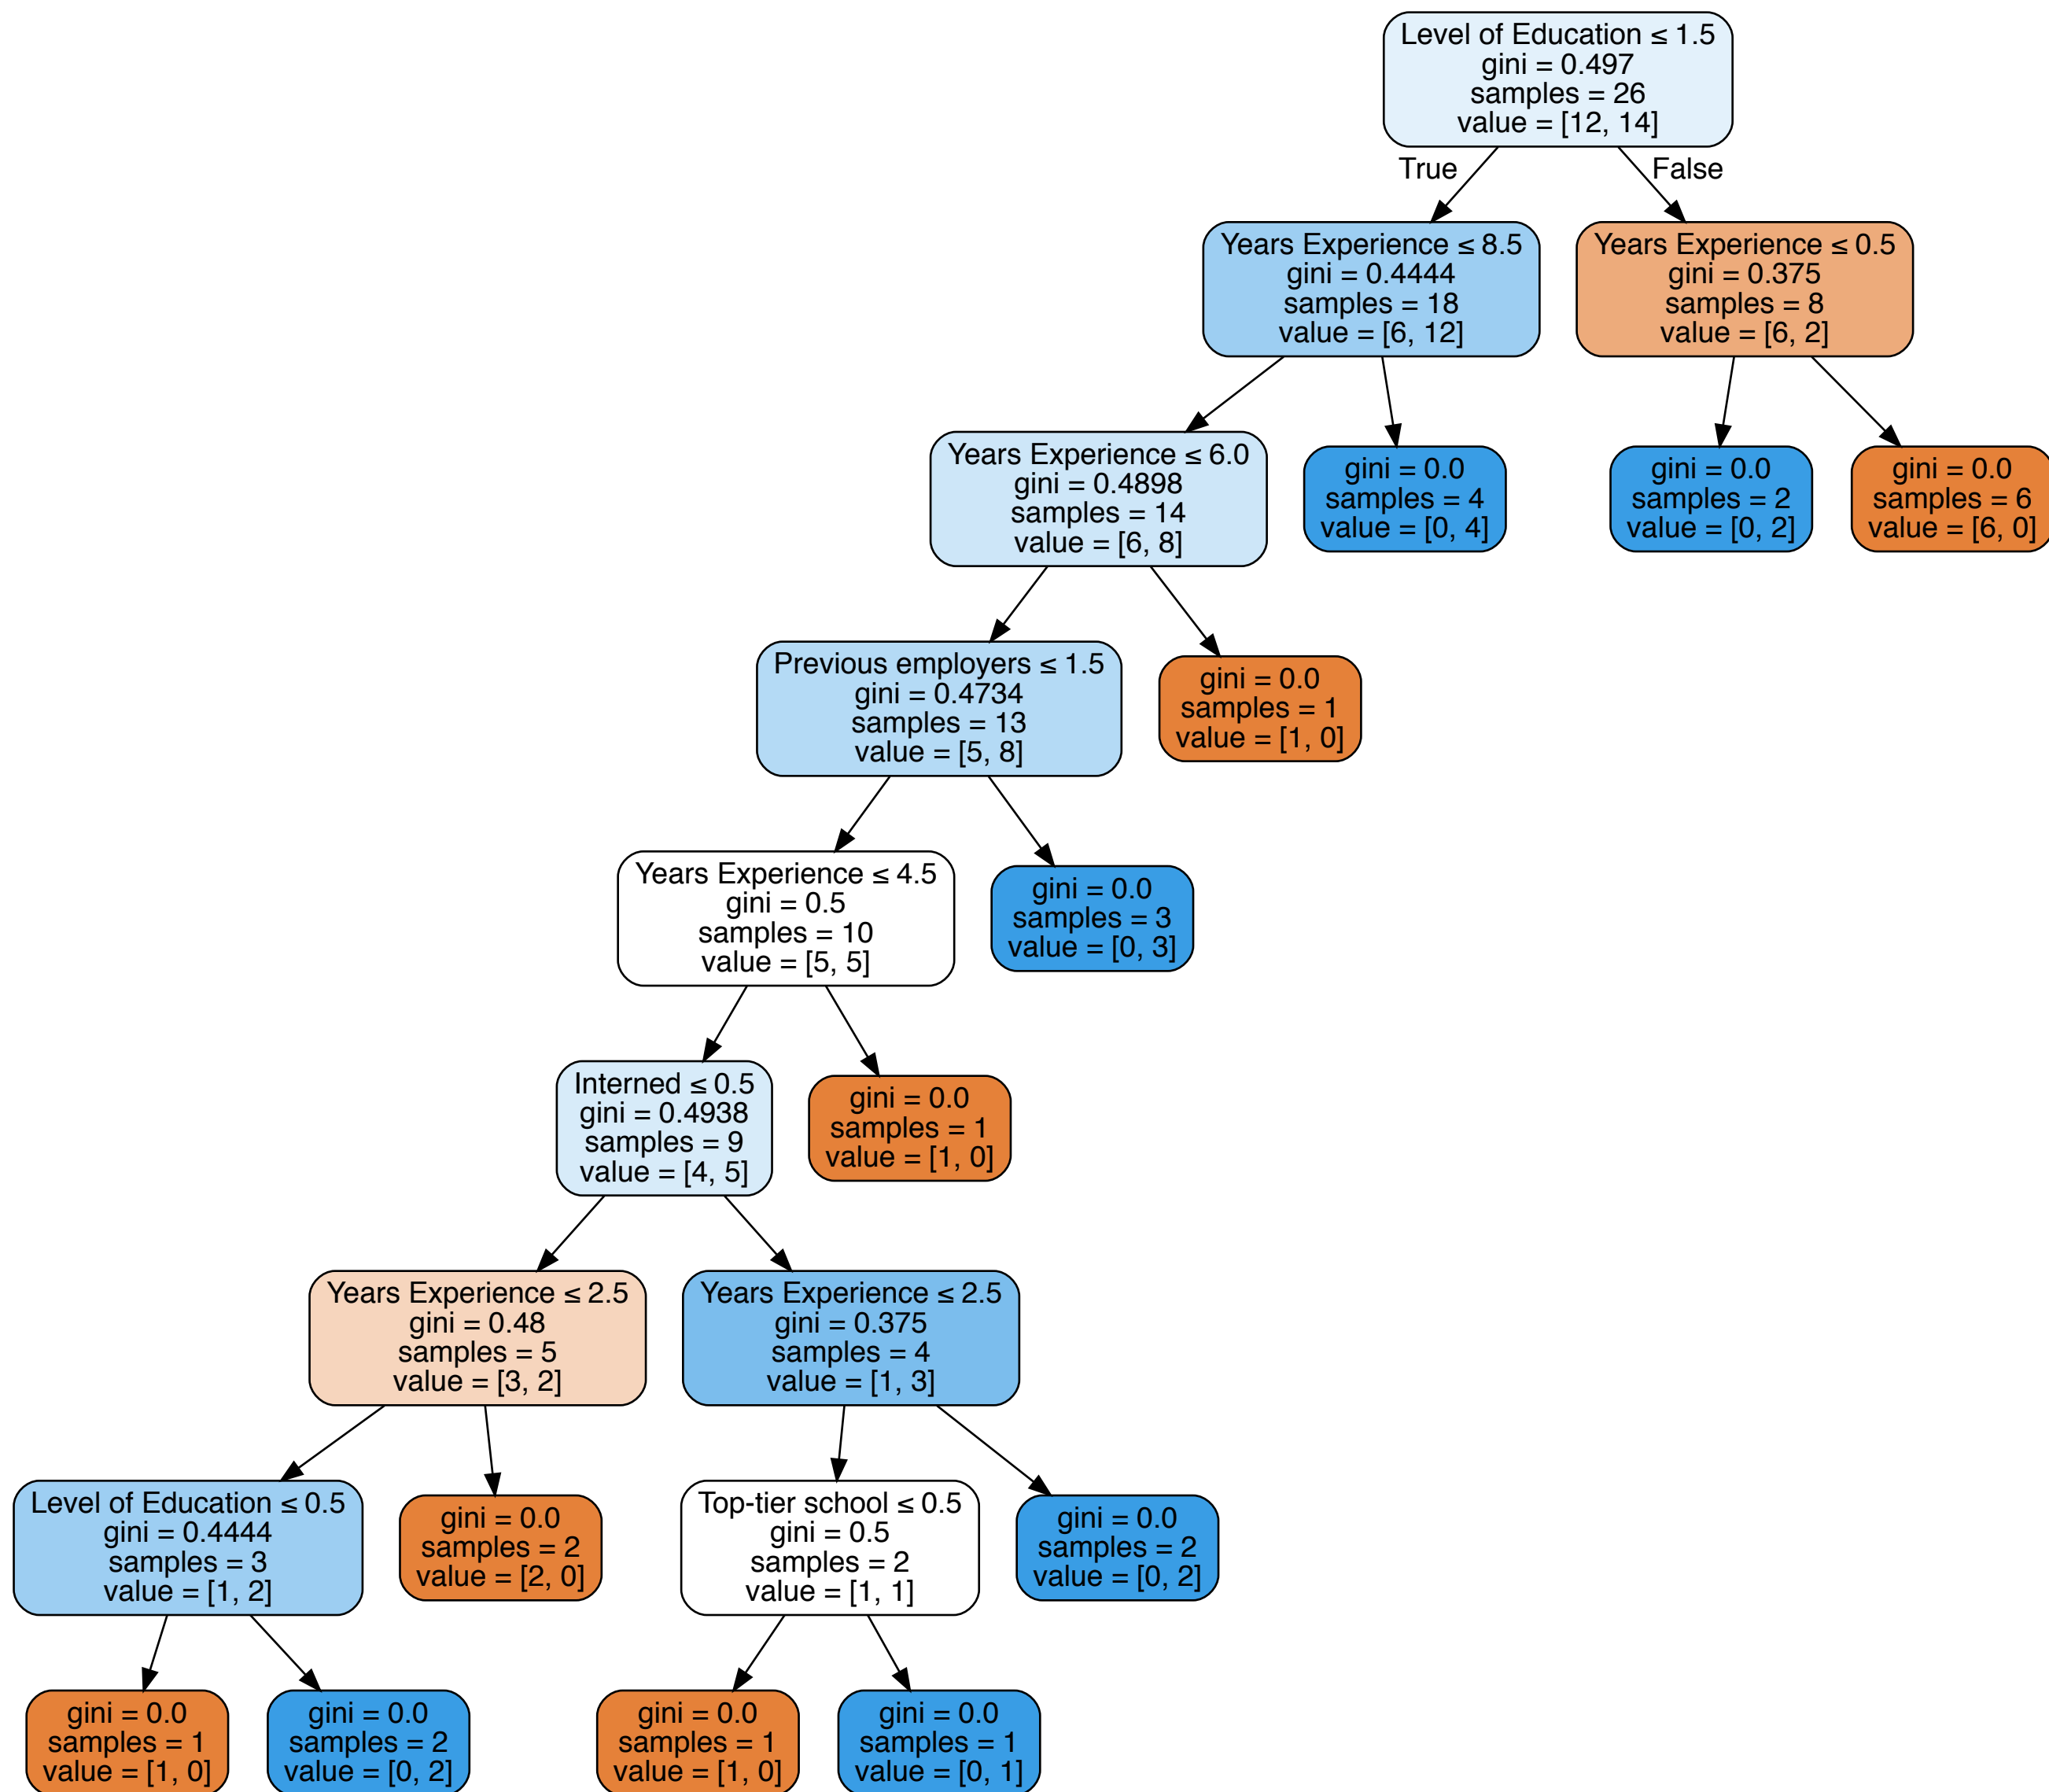 Level of Education ≤ 1.5
gini = 0.497
samples = 26
value = [12, 14]
True
False
Years Experience ≤ 8.5
gini = 0.4444
samples = 18
value = [6, 12]
Years Experience ≤ 0.5
gini = 0.375
samples = 8
value = [6, 2]
Years Experience ≤ 6.0
gini = 0.4898
samples = 14
value = [6, 8]
gini = 0.0
samples = 4
value = [0, 4]
gini = 0.0
samples = 2
value = [0, 2]
gini = 0.0
samples = 6
value = [6, 0]
Previous employers ≤ 1.5
gini = 0.4734
samples = 13
value = [5, 8]
gini = 0.0
samples = 1
value = [1, 0]
Years Experience ≤ 4.5
gini = 0.5
samples = 10
value = [5, 5]
gini = 0.0
samples = 3
value = [0, 3]
Interned ≤ 0.5
gini = 0.4938
samples = 9
value = [4, 5]
gini = 0.0
samples = 1
value = [1, 0]
Years Experience ≤ 2.5
gini = 0.48
samples = 5
value = [3, 2]
Years Experience ≤ 2.5
gini = 0.375
samples = 4
value = [1, 3]
Level of Education ≤ 0.5
gini = 0.4444
samples = 3
value = [1, 2]
gini = 0.0
samples = 2
value = [2, 0]
Top-tier school ≤ 0.5
gini = 0.5
samples = 2
value = [1, 1]
gini = 0.0
samples = 2
value = [0, 2]
gini = 0.0
samples = 1
value = [1, 0]
gini = 0.0
samples = 2
value = [0, 2]
gini = 0.0
samples = 1
value = [1, 0]
gini = 0.0
samples = 1
value = [0, 1]